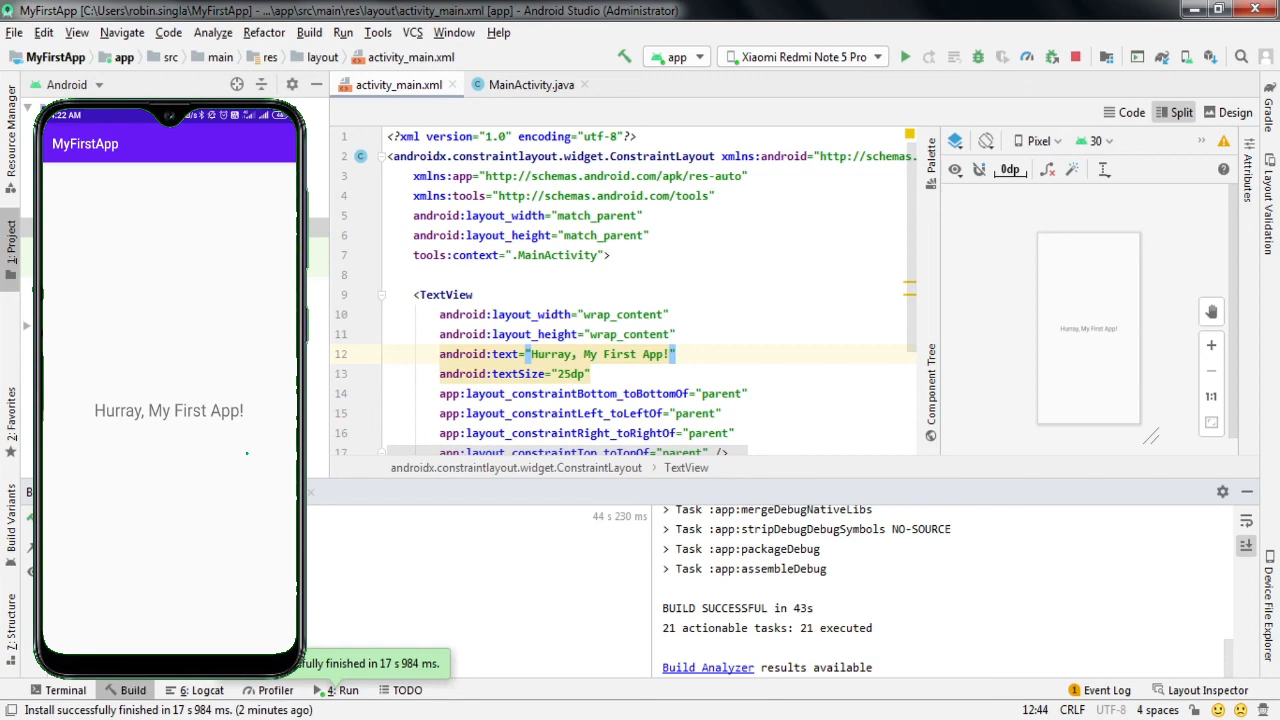 MyFirstApp [C:\Users\robin.singla\MyFirstApp] - ...\app\src\main\res\layout\activity_main.xml [app] - Android Studio (Administrator)
File Edit View Navigate Code Analyze Refactor Build Run Tools VCS Window Help
MyFirstApp app src main res layout activity_main.xml app Xiaomi Redmi Note 5 Pro
Android activity_main.xml MainActivity.java
Code Split Design
Palette Pixel 30
0dp
:22 AM
MyFirstApp
Hurray, My First App!
1 <?xml version="1.0" encoding="utf-8"?>
2 <androidx.constraintlayout.widget.ConstraintLayout xmlns:android="http://schemas.
3 xmlns:app="http://schemas.android.com/apk/res-auto"
4 xmlns:tools="http://schemas.android.com/tools"
5 android:layout_width="match_parent"
6 android:layout_height="match_parent"
7 tools:context=".MainActivity">
8
9 <TextView
10 android:layout_width="wrap_content"
11 android:layout_height="wrap_content"
12 android:text="Hurray, My First App!"
13 android:textSize="25dp"
14 app:layout_constraintBottom_toBottomOf="parent"
15 app:layout_constraintLeft_toLeftOf="parent"
16 app:layout_constraintRight_toRightOf="parent"
17 app:layout_constraintTop_toTopOf="parent" />
androidx.constraintlayout.widget.ConstraintLayout TextView
Hurray, My First App!
1:1
Component Tree
Resource Manager
1: Project
2: Favorites
Build Variants
Z: Structure
Gradle
Attributes
Layout Validation
Device File Explorer
44 s 230 ms
> Task :app:mergeDebugNativeLibs
> Task :app:stripDebugDebugSymbols NO-SOURCE
> Task :app:packageDebug
> Task :app:assembleDebug
BUILD SUCCESSFUL in 43s
21 actionable tasks: 21 executed
Build Analyzer results available
fully finished in 17 s 984 ms.
Terminal Build 6: Logcat Profiler 4: Run TODO Event Log Layout Inspector
Install successfully finished in 17 s 984 ms. (2 minutes ago) 12:44 CRLF UTF-8 4 spaces